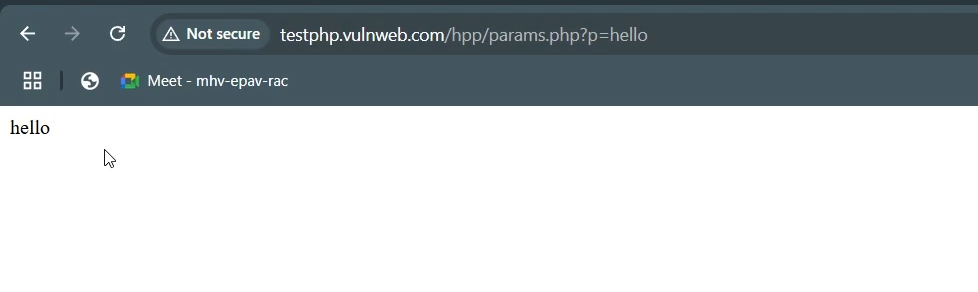 Not secure testphp.vulnweb.com/hpp/params.php?p=hello
Meet - mhv-epav-rac
hello